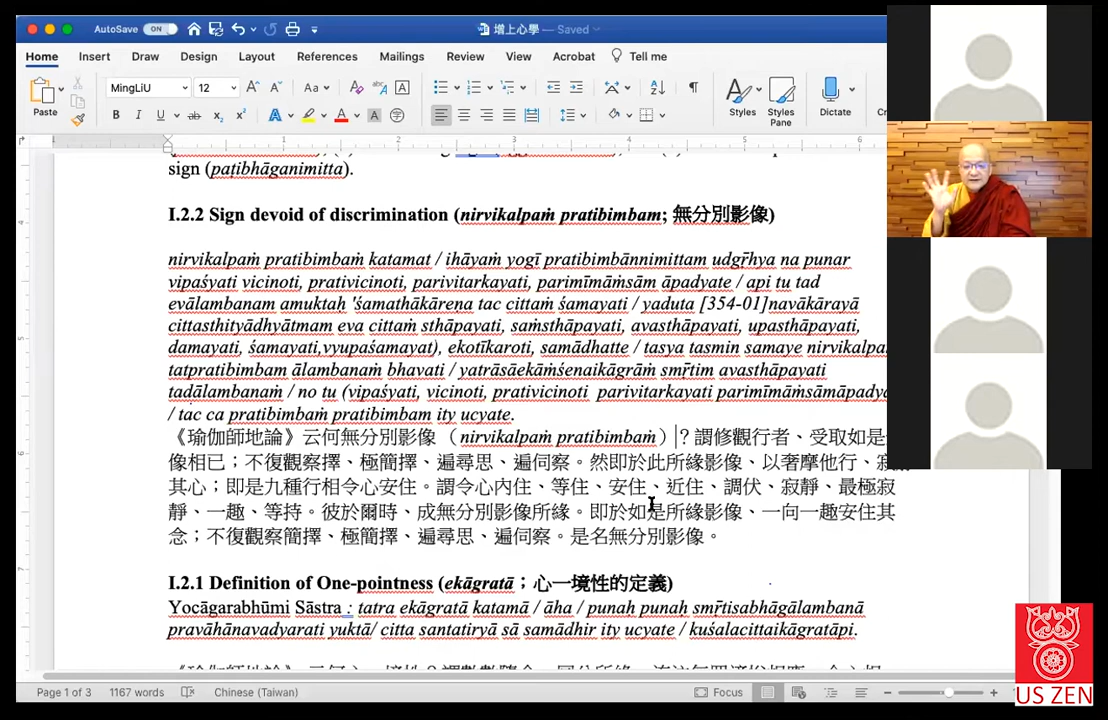 AutoSave ON 增上心學 — Saved
Home Insert Draw Design Layout References Mailings Review View Acrobat Tell me
Paste MingLiU 12 Styles Styles Pane Dictate
1 2 3 4 5 6
sign (paṭibhāganimitta).
I.2.2 Sign devoid of discrimination (nirvikalpaṁ pratibimbam; 無分別影像)
nirvikalpaṁ pratibimbaṁ katamat / ihāyaṁ yogī pratibimbānnimittam udgr̄hya na punar
vipaśyati vicinoti, prativicinoti, parivitarkayati, parimīmāṁsām āpadyate / api tu tad
evālambanam amuktaḥ 'śamathākāreṇa tac cittaṁ śamayati / yaduta [354-01]navākārayā
cittasthityādhyātmam eva cittaṁ sthāpayati, saṁsthāpayati, avasthāpayati, upasthāpayati,
damayati, śamayati,vyupaśamayat), ekotīkaroti, samādhatte / tasya tasmin samaye nirvikalpa
tatpratibimbam ālambanaṁ bhavati / yatrāsāekāṁśenaikāgrāṁ smr̄tim avasthāpayati
tadālambanaṁ / no tu (vipaśyati, vicinoti, prativicinoti parivitarkayati parimīmāṁsāmāpadya
/ tac ca pratibimbaṁ pratibimbam ity ucyate.
《瑜伽師地論》云何無分別影像 （nirvikalpaṁ pratibimbaṁ）？謂修觀行者、受取如是
像相已；不復觀察簡擇、極簡擇、遍尋思、遍伺察。然即於此所緣影像、以奢摩他行、寂
其心；即是九種行相令心安住。謂令心內住、等住、安住、近住、調伏、寂靜、最極寂
靜、一趣、等持。彼於爾時、成無分別影像所緣。即於如是所緣影像、一向一趣安住其
念；不復觀察簡擇、極簡擇、遍尋思、遍伺察。是名無分別影像。
I.2.1 Definition of One-pointness (ekāgratā；心一境性的定義)
Yocāgarabhūmi Sāstra : tatra ekāgratā katamā / āha / punaḥ punaḥ smr̄tisabhāgālambanā
pravāhānavadyarati yuktā/ citta santatiryā sā samādhir ity ucyate / kuśalacittaikāgratāpi.
Page 1 of 3 1167 words Chinese (Taiwan) Focus
US ZEN